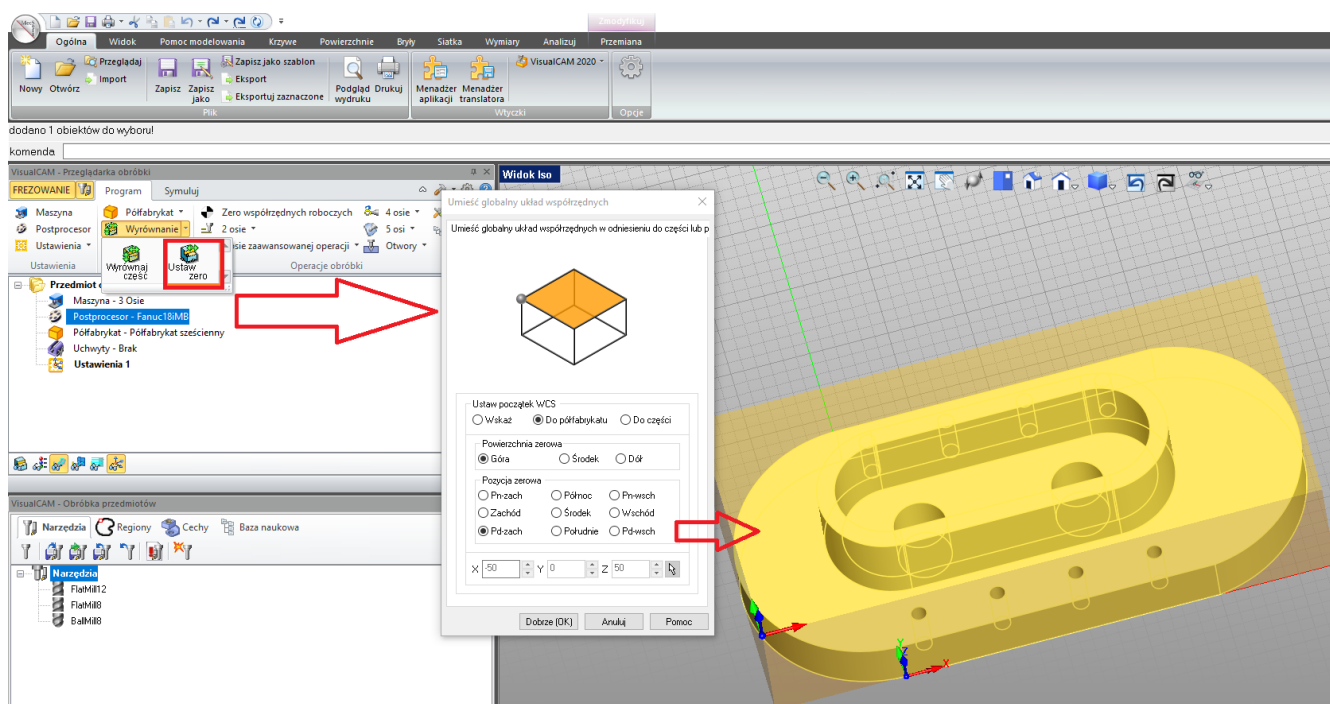 Zmodyfikuj
Ogólna Widok Pomoc modelowania Krzywe Powierzchnie Bryły Siatka Wymiary Analizuj Przemiana
Nowy Otwórz Przeglądaj Import Zapisz Zapisz jako Zapisz jako szablon Eksport Eksportuj zaznaczone Podgląd wydruku Drukuj Menadżer aplikacji Menadżer translatora VisualCAM 2020
Plik Wtyczki Opcje
dodano 1 obiektów do wyboru!
komenda
VisualCAM - Przeglądarka obróbki
FREZOWANIE Program Symuluj
Maszyna Półfabrykat Zero współrzędnych roboczych 4 osie
Postprocesor Wyrównanie 2 osie 5 osi
Ustawienia osie zaawansowanej operacji Otwory
Ustawienia Operacje obróbki
Wyrównaj część
Ustaw zero
Przedmiot
Maszyna - 3 Osie
Postprocesor - Fanuc18iMB
Półfabrykat - Półfabrykat sześcienny
Uchwyty - Brak
Ustawienia 1
VisualCAM - Obróbka przedmiotów
Narzędzia Regiony Cechy Baza naukowa
Narzędzia
FlatMill12
FlatMill8
BallMill8
Umieść globalny układ współrzędnych
Umieść globalny układ współrzędnych w odniesieniu do części lub p
Ustaw początek WCS
Wskaż Do półfabrykatu Do części
Powierzchnia zerowa
Góra Środek Dół
Pozycja zerowa
Pn-zach Północ Pn-wsch
Zachód Środek Wschód
Pd-zach Południe Pd-wsch
X -50 Y 0 Z 50
Dobrze (OK) Anuluj Pomoc
Widok Iso
Y
Z
X